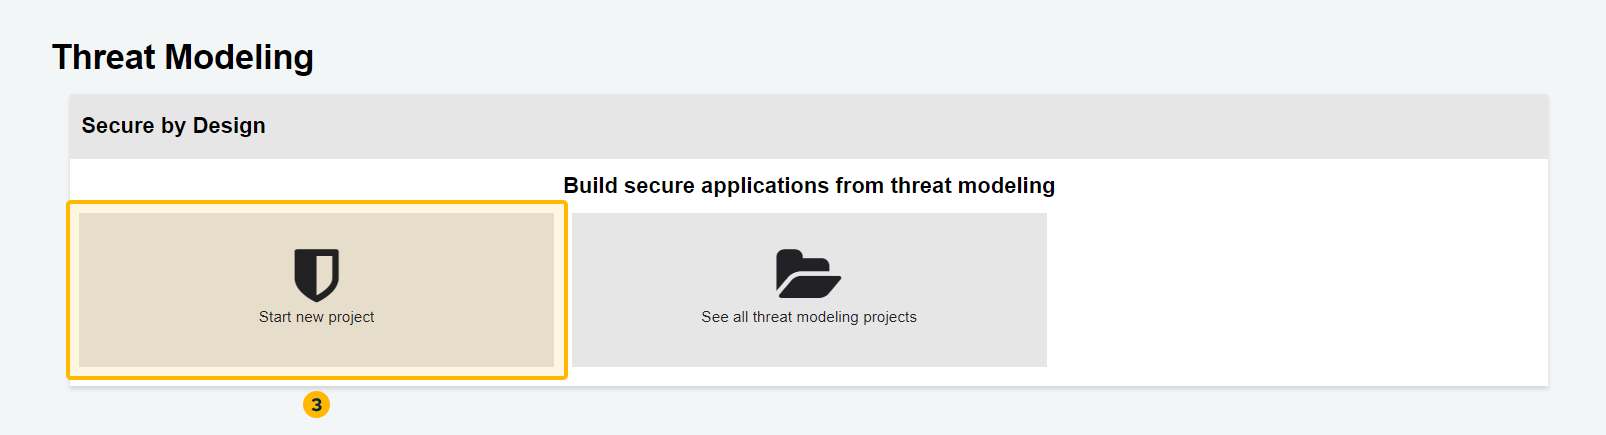 Threat Modeling
Secure by Design
Build secure applications from threat modeling
Start new project
See all threat modeling projects
3